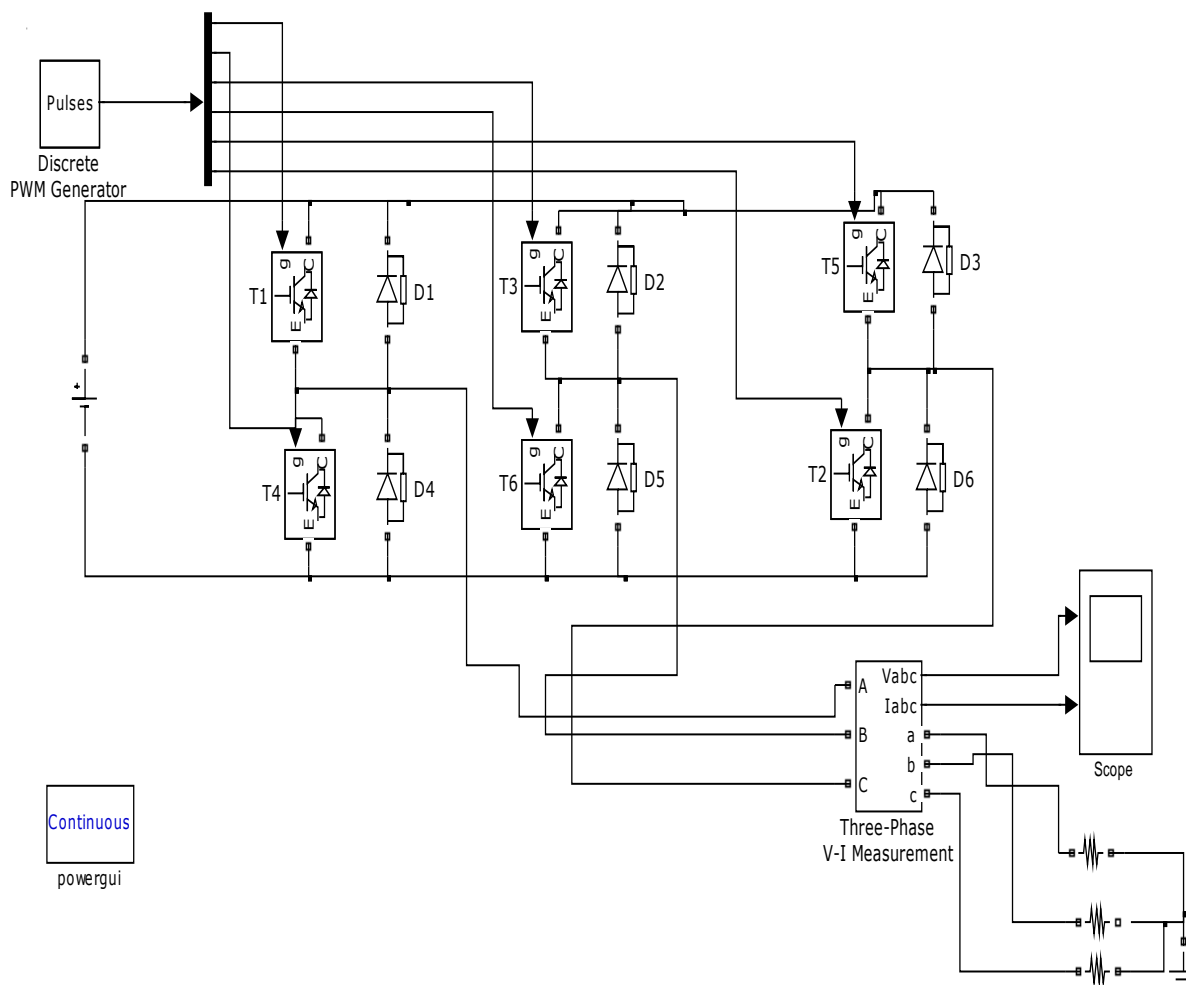 Pulses
Discrete
PWM Generator
g
C
E
T1
D1
g
C
E
T3
D2
g
C
E
T5
D3
+
g
C
E
T4
D4
g
C
E
T6
D5
g
C
E
T2
D6
A
B
C
Vabc
Iabc
a
b
c
Three-Phase
V-I Measurement
Scope
Continuous
powergui